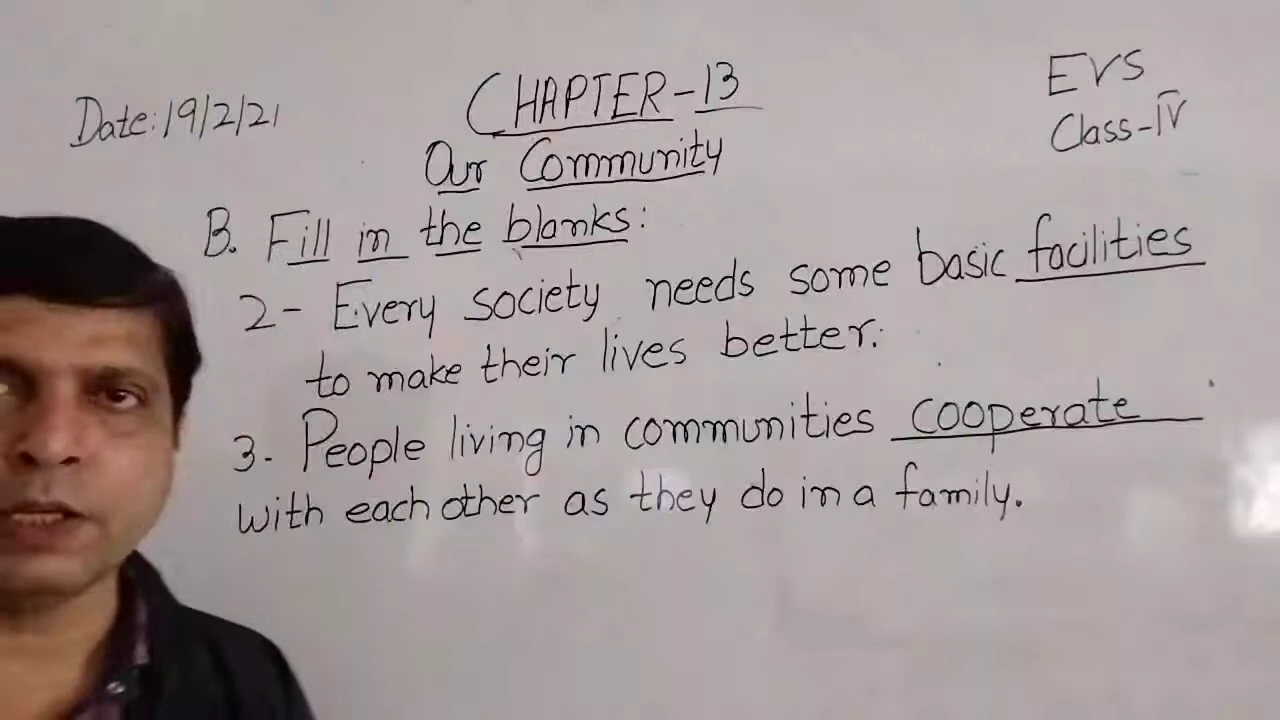 Date: 19/2/21
CHAPTER-13
EVS
Class-IV
Our Community
B. Fill in the blanks:
2- Every society needs some basic facilities
to make their lives better.
3. People living in communities cooperate
with each other as they do in a family.